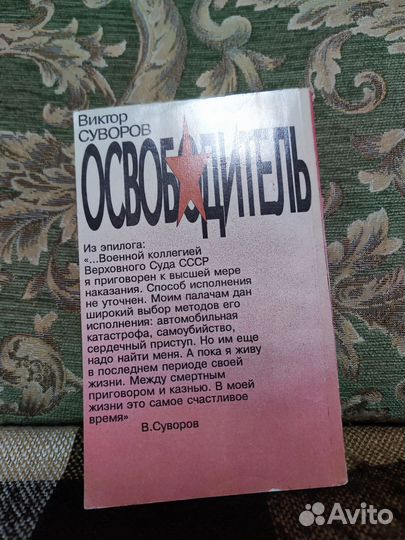 Виктор
СУВОРОВ
ОСВОБОДИТЕЛЬ
Из эпилога:
«...Военной коллегией
Верховного Суда СССР
я приговорен к высшей мере
наказания. Способ исполнения
не уточнен. Моим палачам дан
широкий выбор методов его
исполнения: автомобильная
катастрофа, самоубийство,
сердечный приступ. Но им еще
надо найти меня. А пока я живу
в последнем периоде своей
жизни. Между смертным
приговором и казнью. В моей
жизни это самое счастливое
время»
В.Суворов
Avito